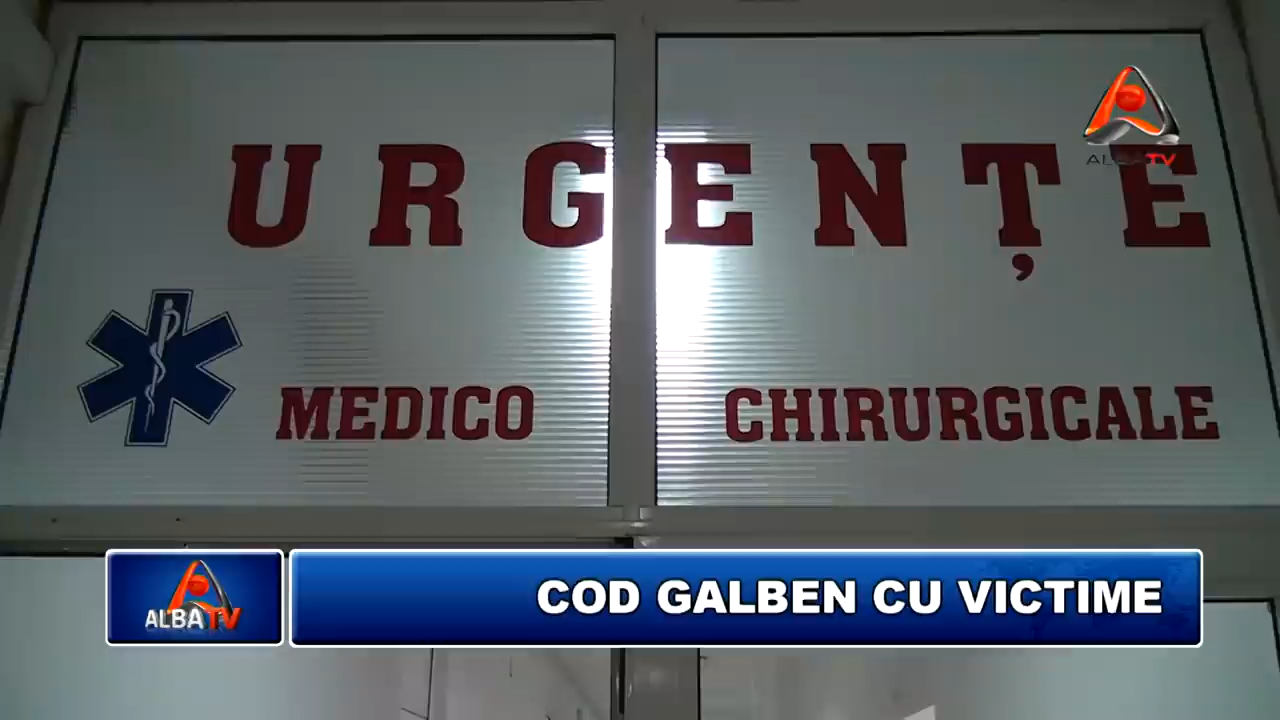 URGENȚE
ALBA TV
MEDICO CHIRURGICALE
ALBA TV
COD GALBEN CU VICTIME